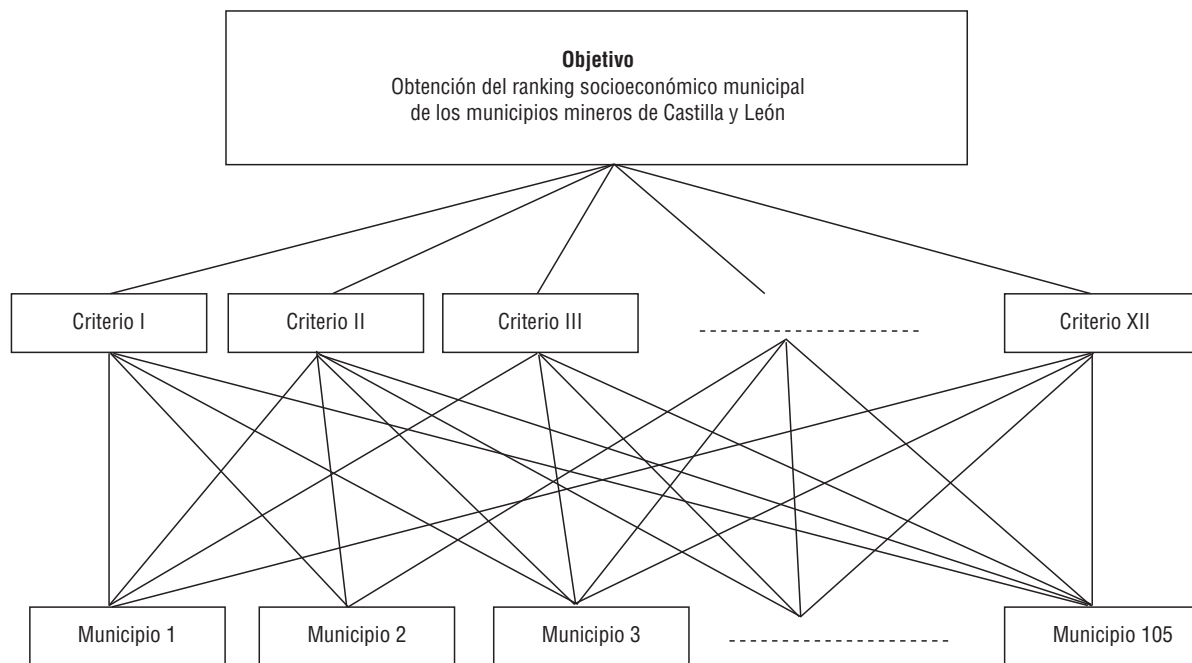 Objetivo
Obtención del ranking socioeconómico municipal
de los municipios mineros de Castilla y León
Criterio I
Criterio II
Criterio III
Criterio XII
Municipio 1
Municipio 2
Municipio 3
Municipio 105